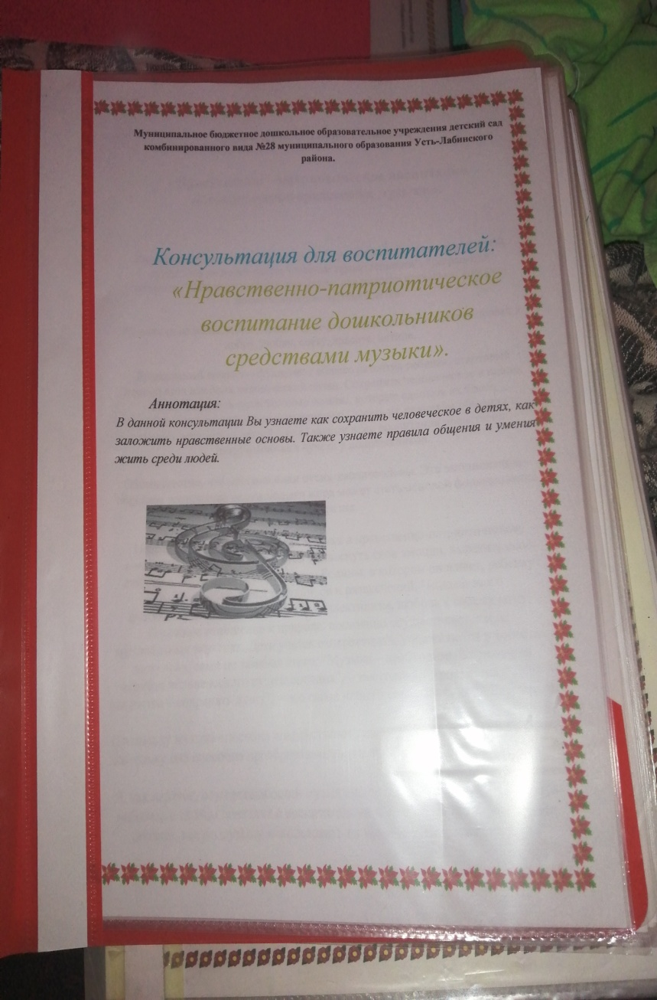 Муниципальное бюджетное дошкольное образовательное учреждения детский сад
комбинированного вида №28 муниципального образования Усть-Лабинского
района.
Консультация для воспитателей:
«Нравственно-патриотическое
воспитание дошкольников
средствами музыки».
Аннотация:
В данной консультации Вы узнаете как сохранить человеческое в детях, как
заложить нравственные основы. Также узнаете правила общения и умения
жить среди людей.